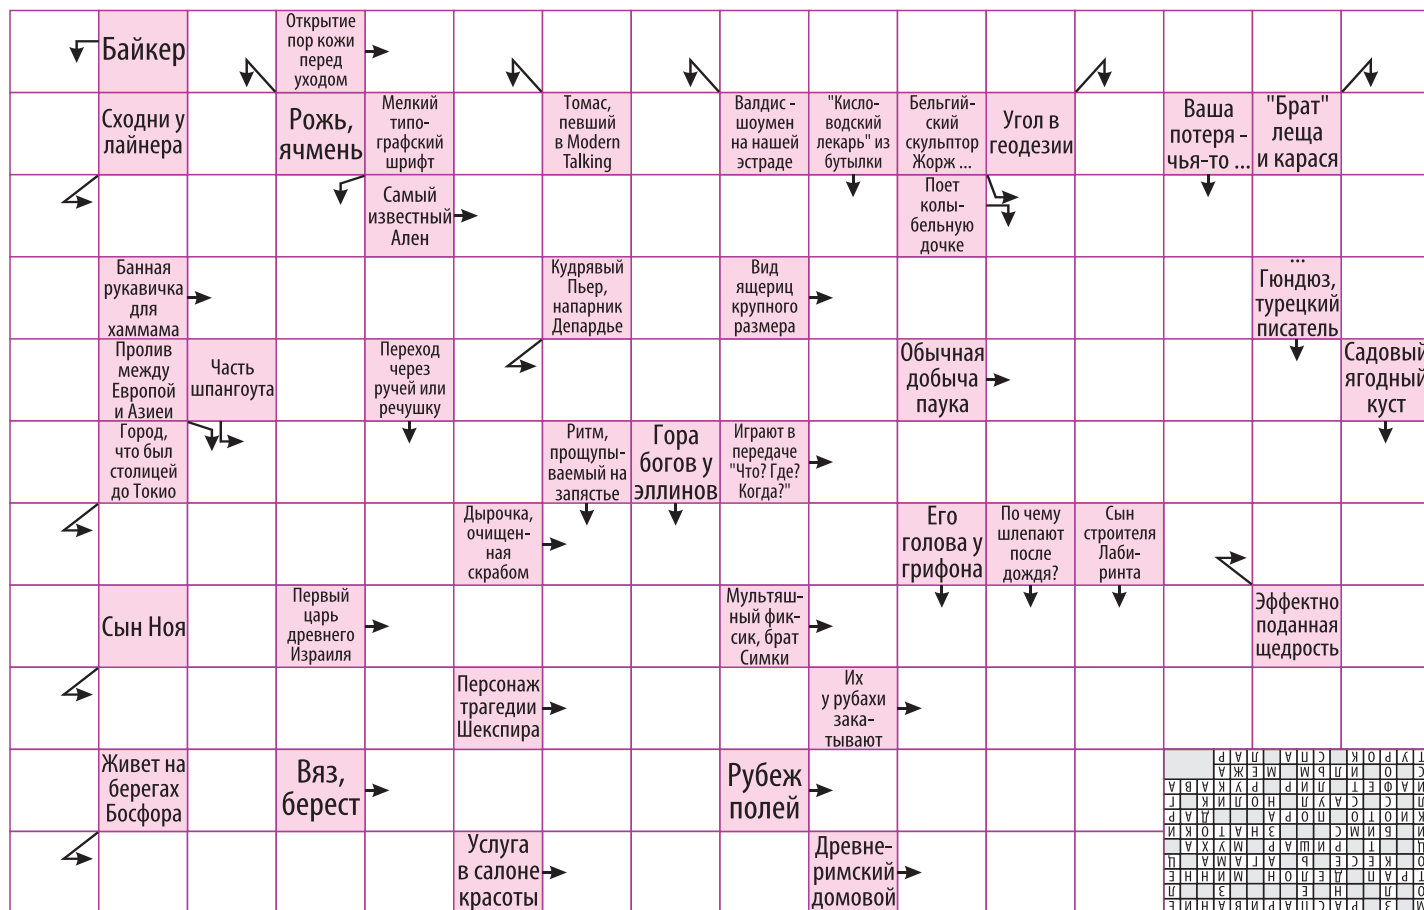 Байкер
Открытие
пор кожи
перед
уходом
Сходни у
лайнера
Рожь,
ячмень
Мелкий
типо-
графский
шрифт
Томас,
певший
в Modern
Talking
Валдис -
шоумен
на нашей
эстраде
"Кисло-
водский
лекарь" из
бутылки
Бельгий-
ский
скульптор
Жорж ...
Угол в
геодезии
Ваша
потеря -
чья-то ...
"Брат"
леща
и карася
Самый
известный
Ален
Поет
колы-
бельную
дочке
Банная
рукавичка
для
хаммама
Кудрявый
Пьер,
напарник
Депардье
Вид
ящериц
крупного
размера
...
Гюндюз,
турецкий
писатель
Пролив
между
Европой
и Азией
Часть
шпангоута
Переход
через
ручей или
речушку
Обычная
добыча
паука
Садовый
ягодный
куст
Город,
что был
столицей
до Токио
Ритм,
прощупы-
ваемый на
запястье
Гора
богов у
эллинов
Играют в
передаче
"Что? Где?
Когда?"
Дырочка,
очищен-
ная
скрабом
Его
голова у
грифона
По чему
шлепают
после
дождя?
Сын
строителя
Лаби-
ринта
Сын Ноя
Первый
царь
древнего
Израиля
Мультяш-
ный фик-
сик, брат
Симки
Эффектно
поданная
щедрость
Персонаж
трагедии
Шекспира
Их
у рубахи
зака-
тывают
Живет на
берегах
Босфора
Вяз,
берест
Рубеж
полей
Услуга
в салоне
красоты
Древне-
римский
домовой